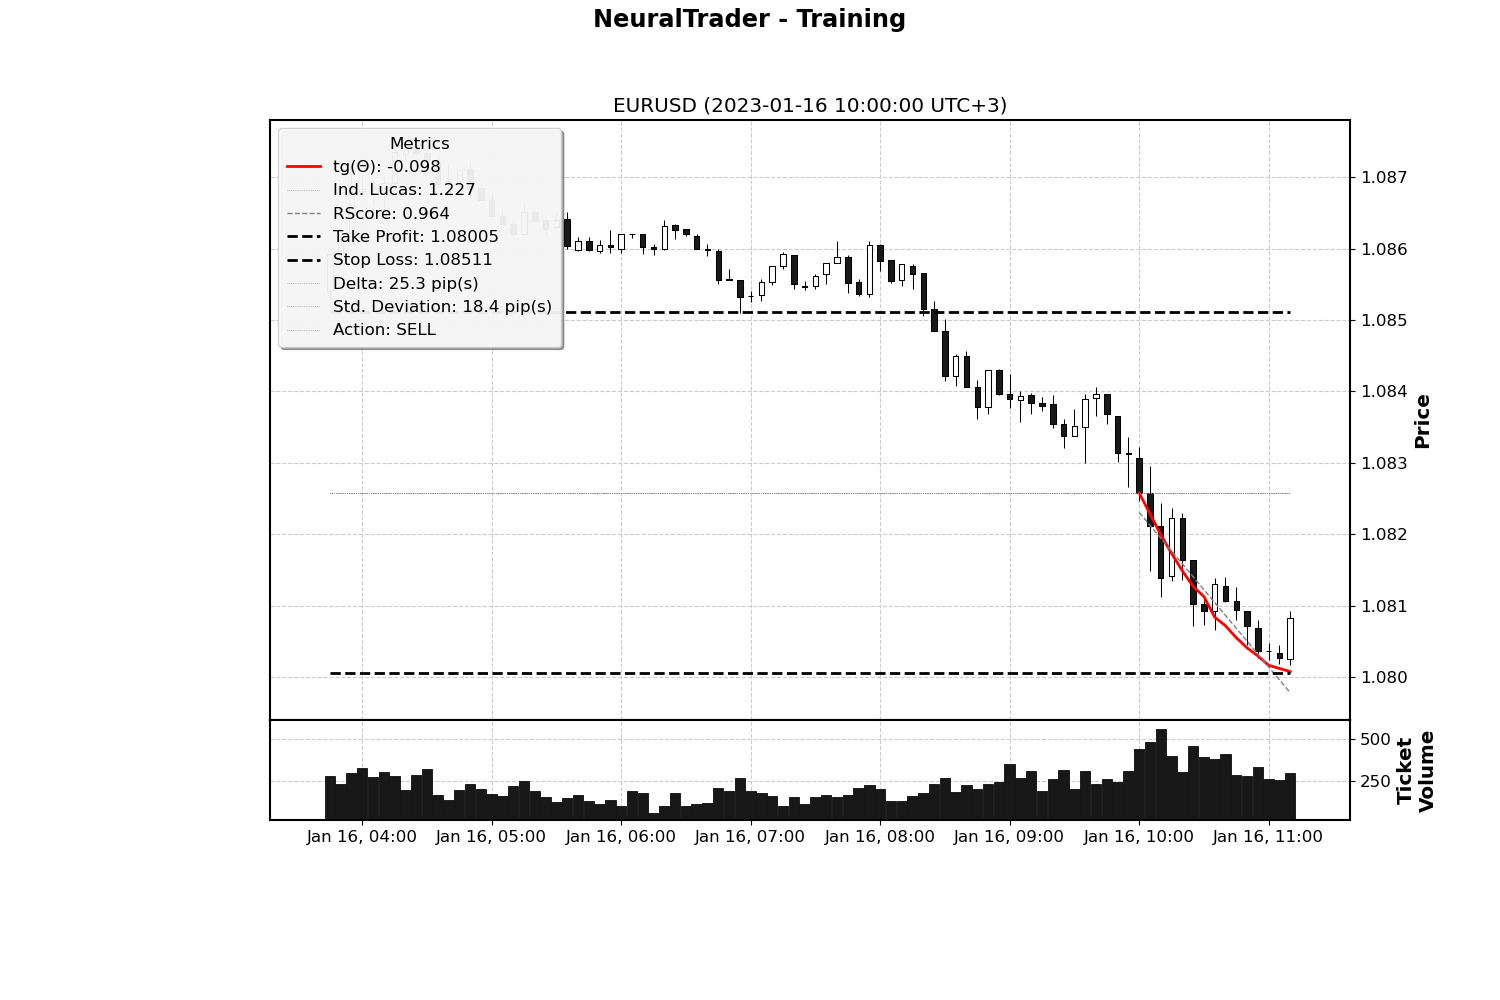 NeuralTrader - Training
EURUSD (2023-01-16 10:00:00 UTC+3)
Metrics
tg(Θ): -0.098
Ind. Lucas: 1.227
RScore: 0.964
Take Profit: 1.08005
Stop Loss: 1.08511
Delta: 25.3 pip(s)
Std. Deviation: 18.4 pip(s)
Action: SELL
1.087
1.086
1.085
1.084
1.083
1.082
1.081
1.080
Price
500
250
Ticket
Volume
Jan 16, 04:00 Jan 16, 05:00 Jan 16, 06:00 Jan 16, 07:00 Jan 16, 08:00 Jan 16, 09:00 Jan 16, 10:00 Jan 16, 11:00